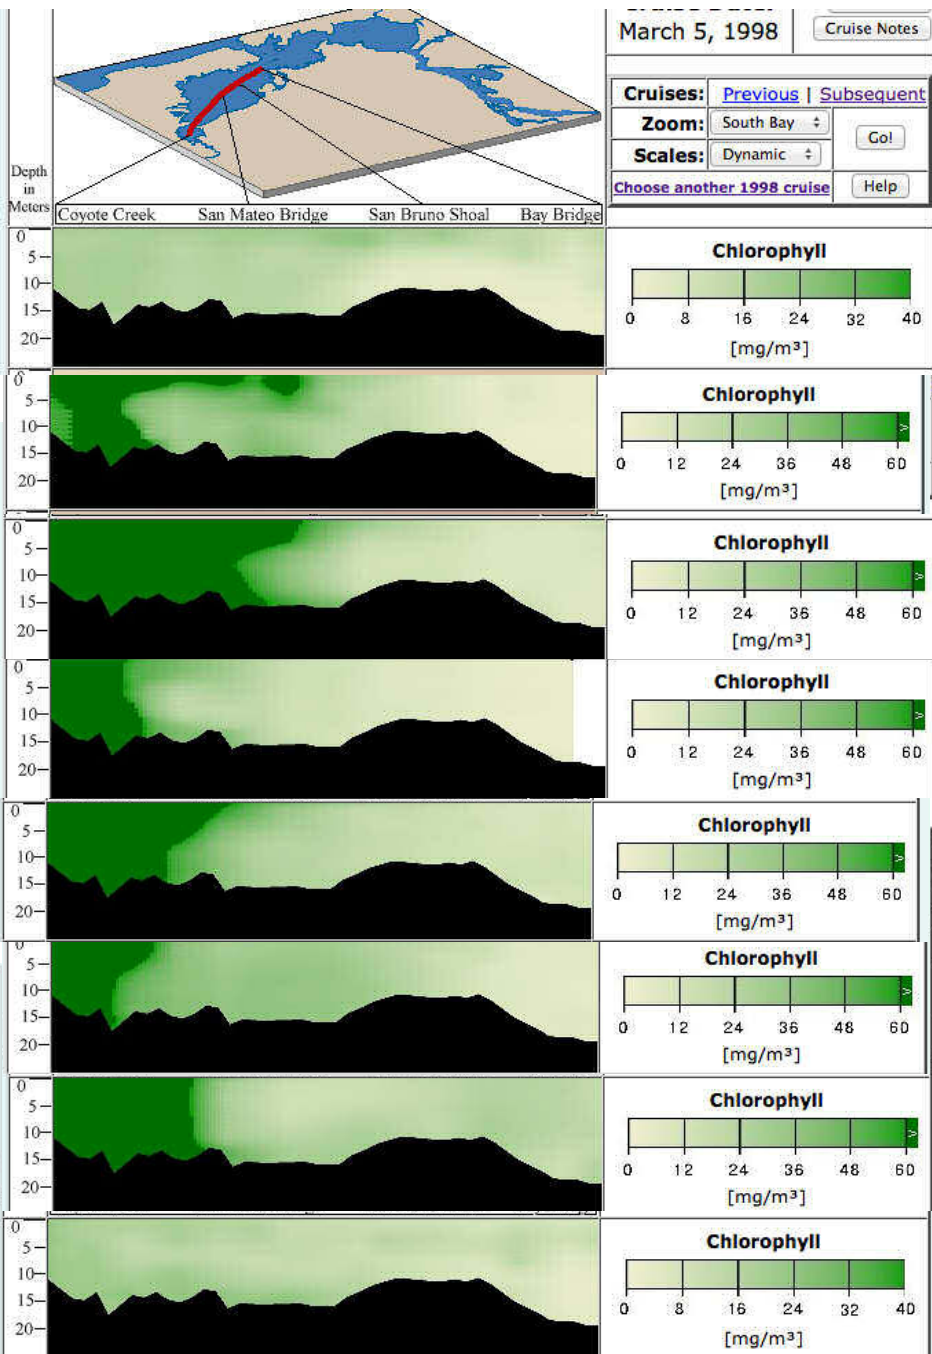 March 5, 1998
Cruise Notes
Cruises: Previous | Subsequent
Zoom: South Bay
Go!
Scales: Dynamic
Choose another 1998 cruise
Help
Depth
in
Meters
Coyote Creek San Mateo Bridge San Bruno Shoal Bay Bridge
0
5
10
15
20
Chlorophyll
0 8 16 24 32 40
[mg/m³]
0
5
10
15
20
Chlorophyll
>
0 12 24 36 48 60
[mg/m³]
0
5
10
15
20
Chlorophyll
>
0 12 24 36 48 60
[mg/m³]
0
5
10
15
20
Chlorophyll
>
0 12 24 36 48 60
[mg/m³]
0
5
10
15
20
Chlorophyll
>
0 12 24 36 48 60
[mg/m³]
0
5
10
15
20
Chlorophyll
>
0 12 24 36 48 60
[mg/m³]
0
5
10
15
20
Chlorophyll
>
0 12 24 36 48 60
[mg/m³]
0
5
10
15
20
Chlorophyll
0 8 16 24 32 40
[mg/m³]